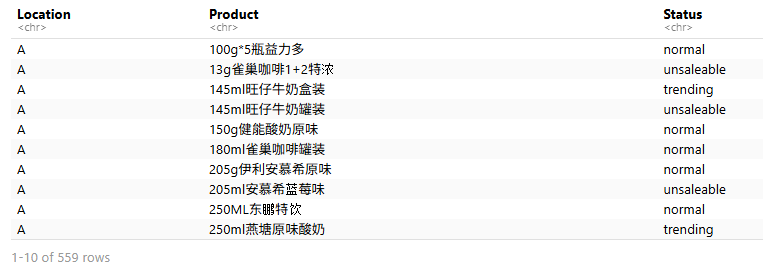 Location Product Status
<chr> <chr> <chr>
A 100g*5瓶益力多 normal
A 13g雀巢咖啡1+2特浓 unsaleable
A 145ml旺仔牛奶盒装 trending
A 145ml旺仔牛奶罐装 unsaleable
A 150g健能酸奶原味 normal
A 180ml雀巢咖啡罐装 normal
A 205g伊利安慕希原味 normal
A 205ml安慕希蓝莓味 unsaleable
A 250ML东鹏特饮 normal
A 250ml燕塘原味酸奶 trending
1-10 of 559 rows